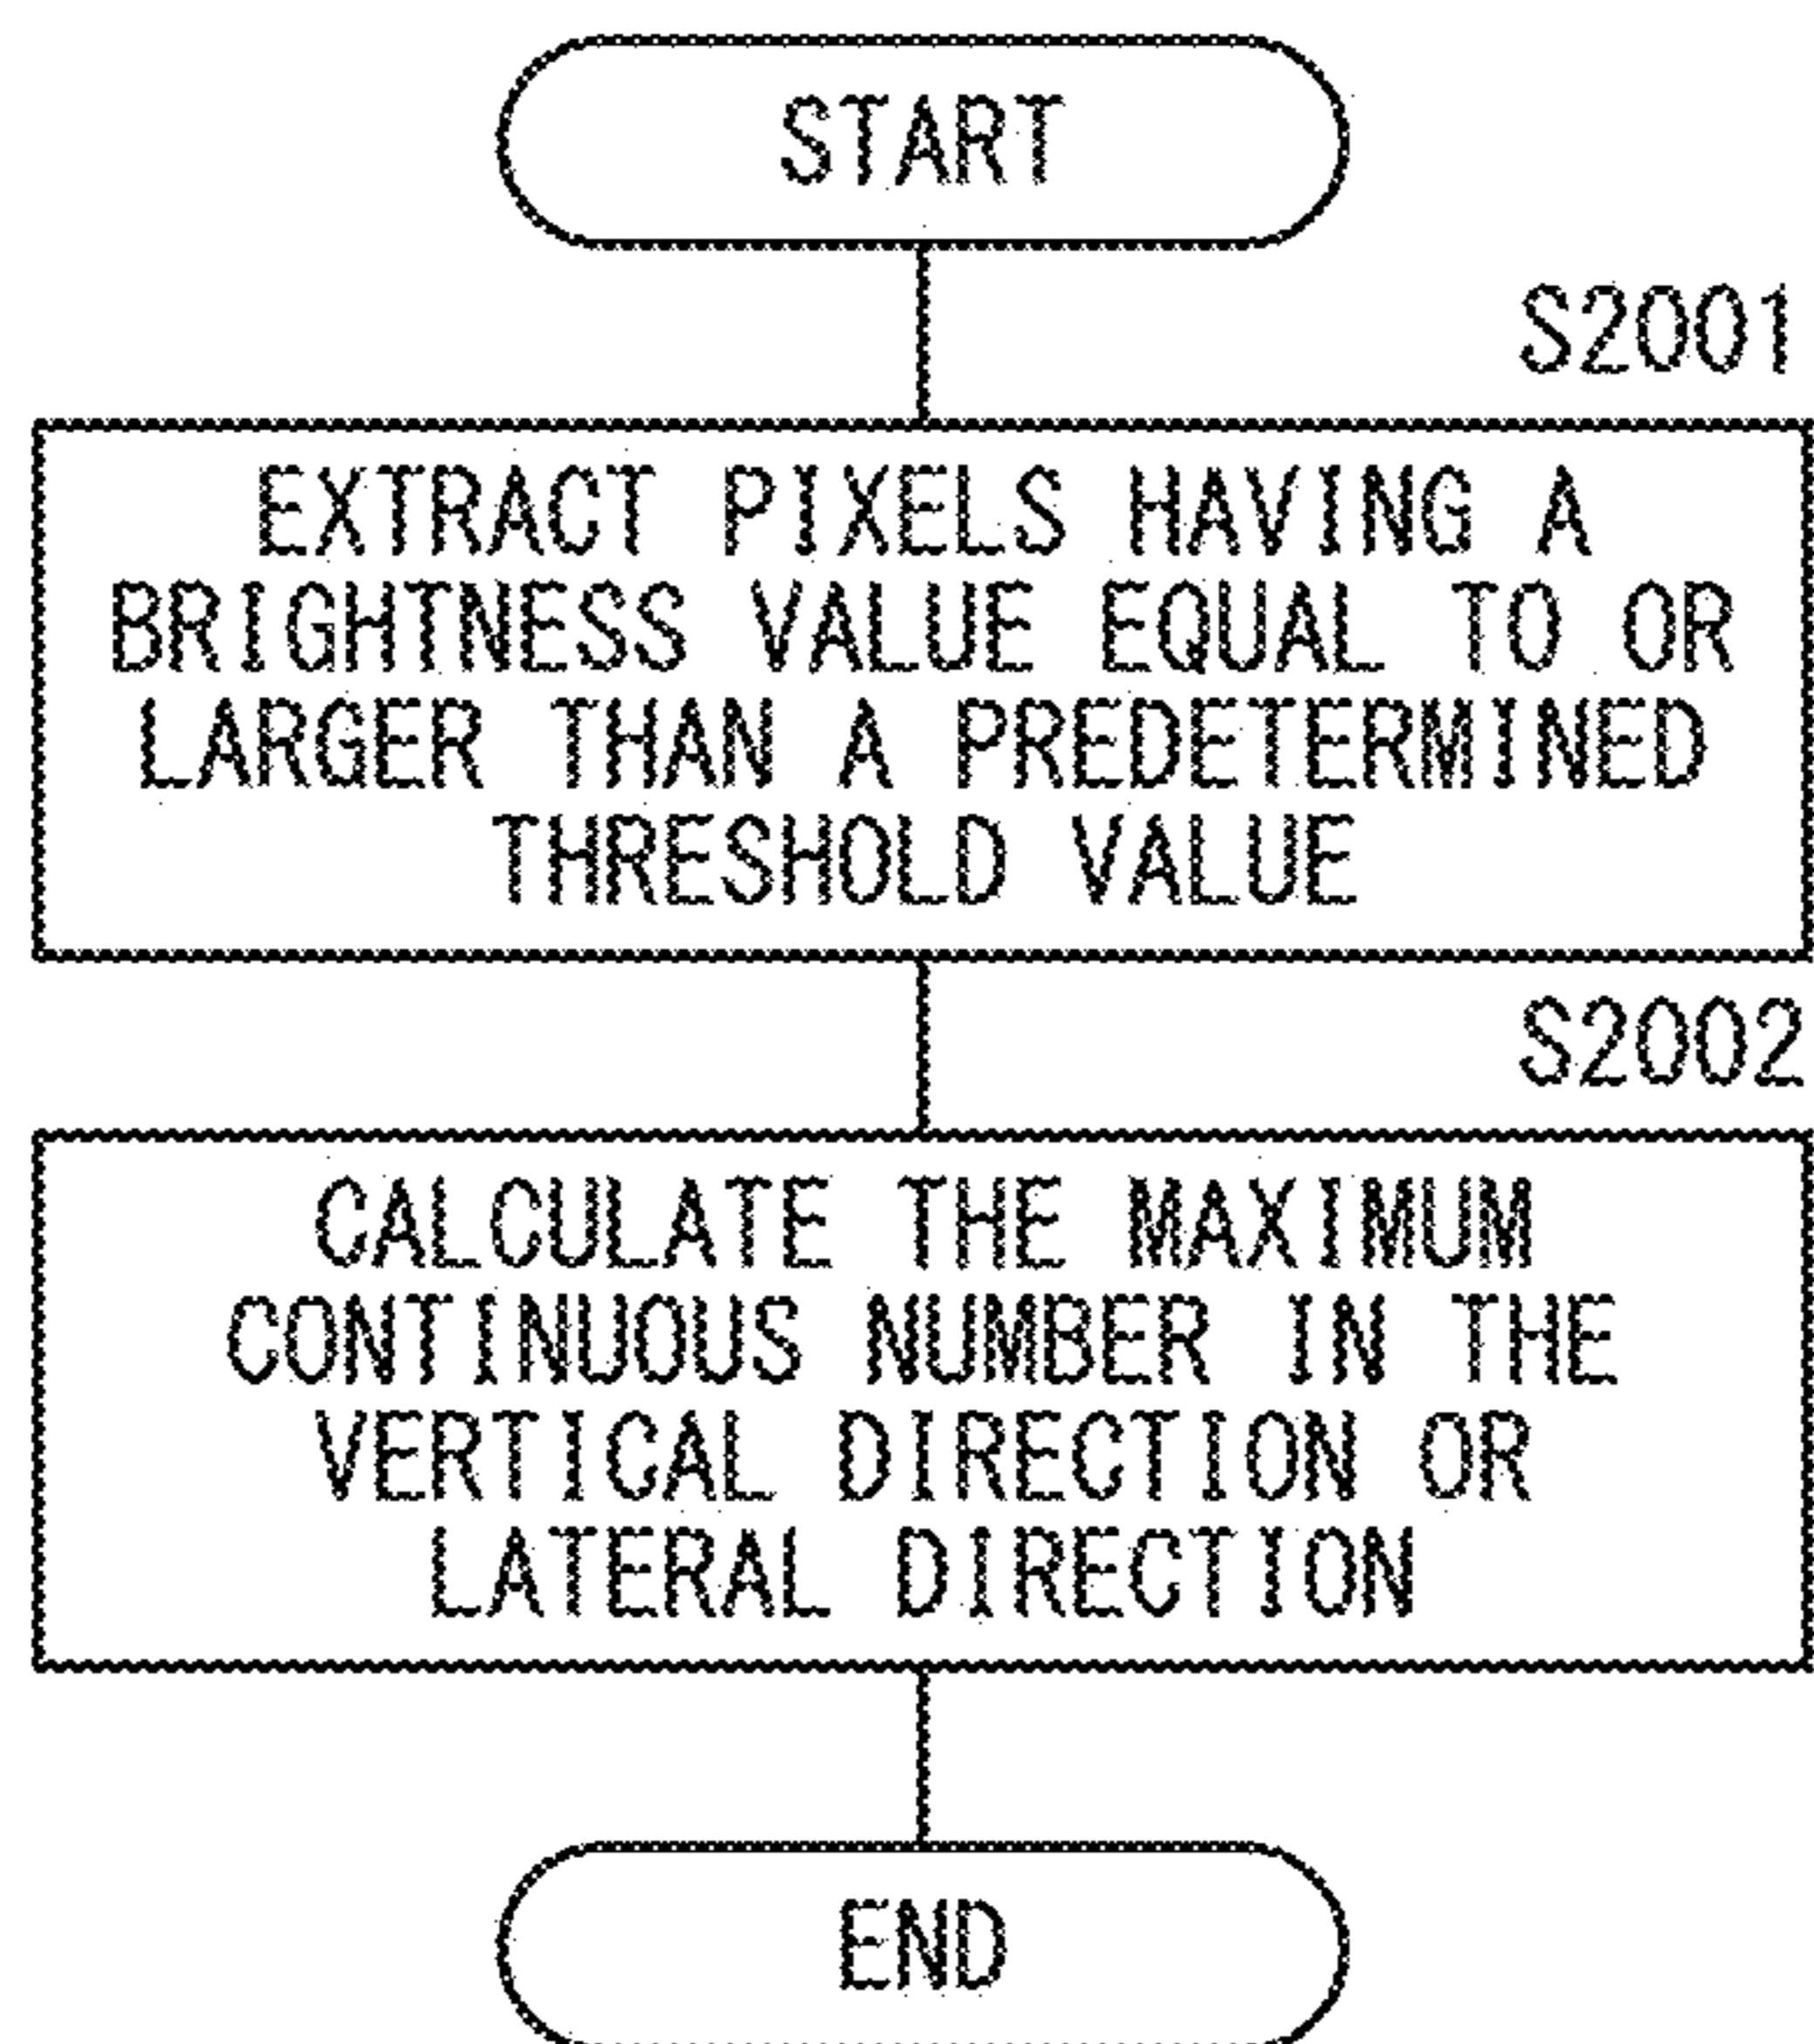 START
S2001
EXTRACT PIXELS HAVING A
BRIGHTNESS VALUE EQUAL TO OR
LARGER THAN A PREDETERMINED
THRESHOLD VALUE
S2002
CALCULATE THE MAXIMUM
CONTINUOUS NUMBER IN THE
VERTICAL DIRECTION OR
LATERAL DIRECTION
END